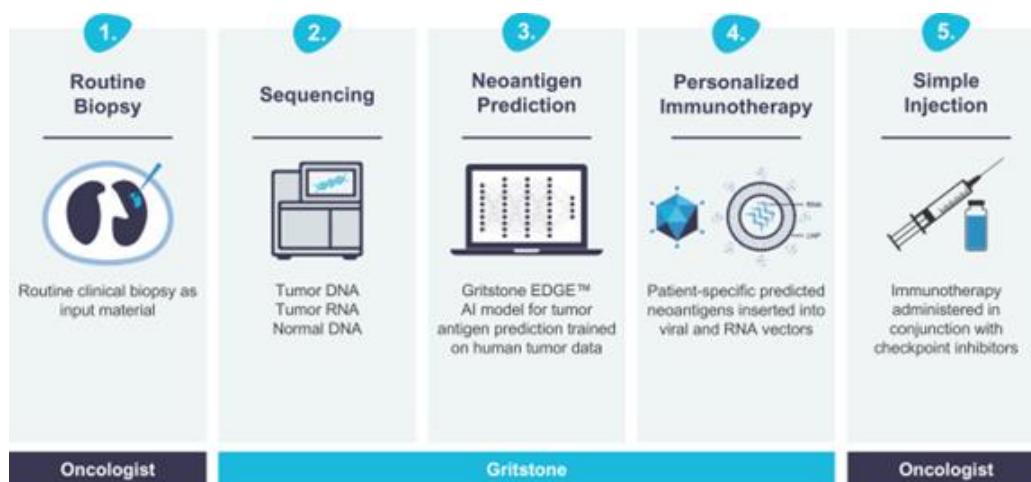 1.
Routine
Biopsy
Routine clinical biopsy as
input material
2.
Sequencing
Tumor DNA
Tumor RNA
Normal DNA
3.
Neoantigen
Prediction
Gritstone EDGE™
AI model for tumor
antigen prediction trained
on human tumor data
4.
Personalized
Immunotherapy
RNA
LNP
Patient-specific predicted
neoantigens inserted into
viral and RNA vectors
5.
Simple
Injection
Immunotherapy
administered in
conjunction with
checkpoint inhibitors
Oncologist
Gritstone
Oncologist